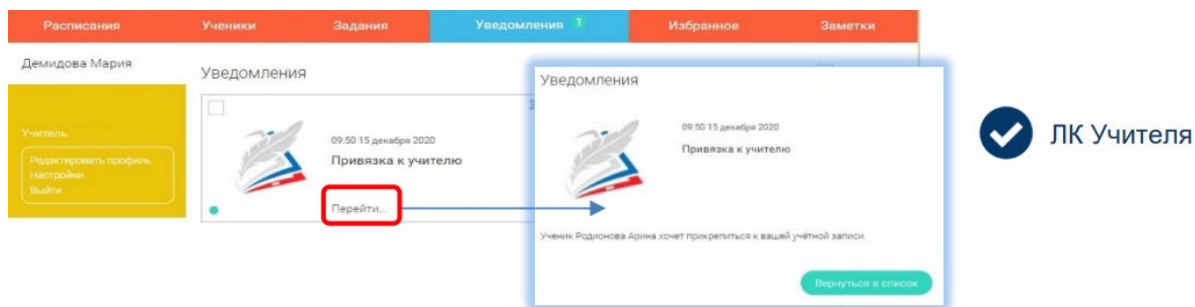 Расписания Ученики Задания Уведомления 1 Избранное Заметки
Демидова Мария
Учитель
Редактировать профиль
Настройки
Выйти
Уведомления
09:50 15 декабря 2020
Привязка к учителю
Перейти...
Уведомления
09:50 15 декабря 2020
Привязка к учителю
Ученик Родионова Арина хочет прикрепиться к вашей учётной записи.
Вернуться в список
ЛК Учителя